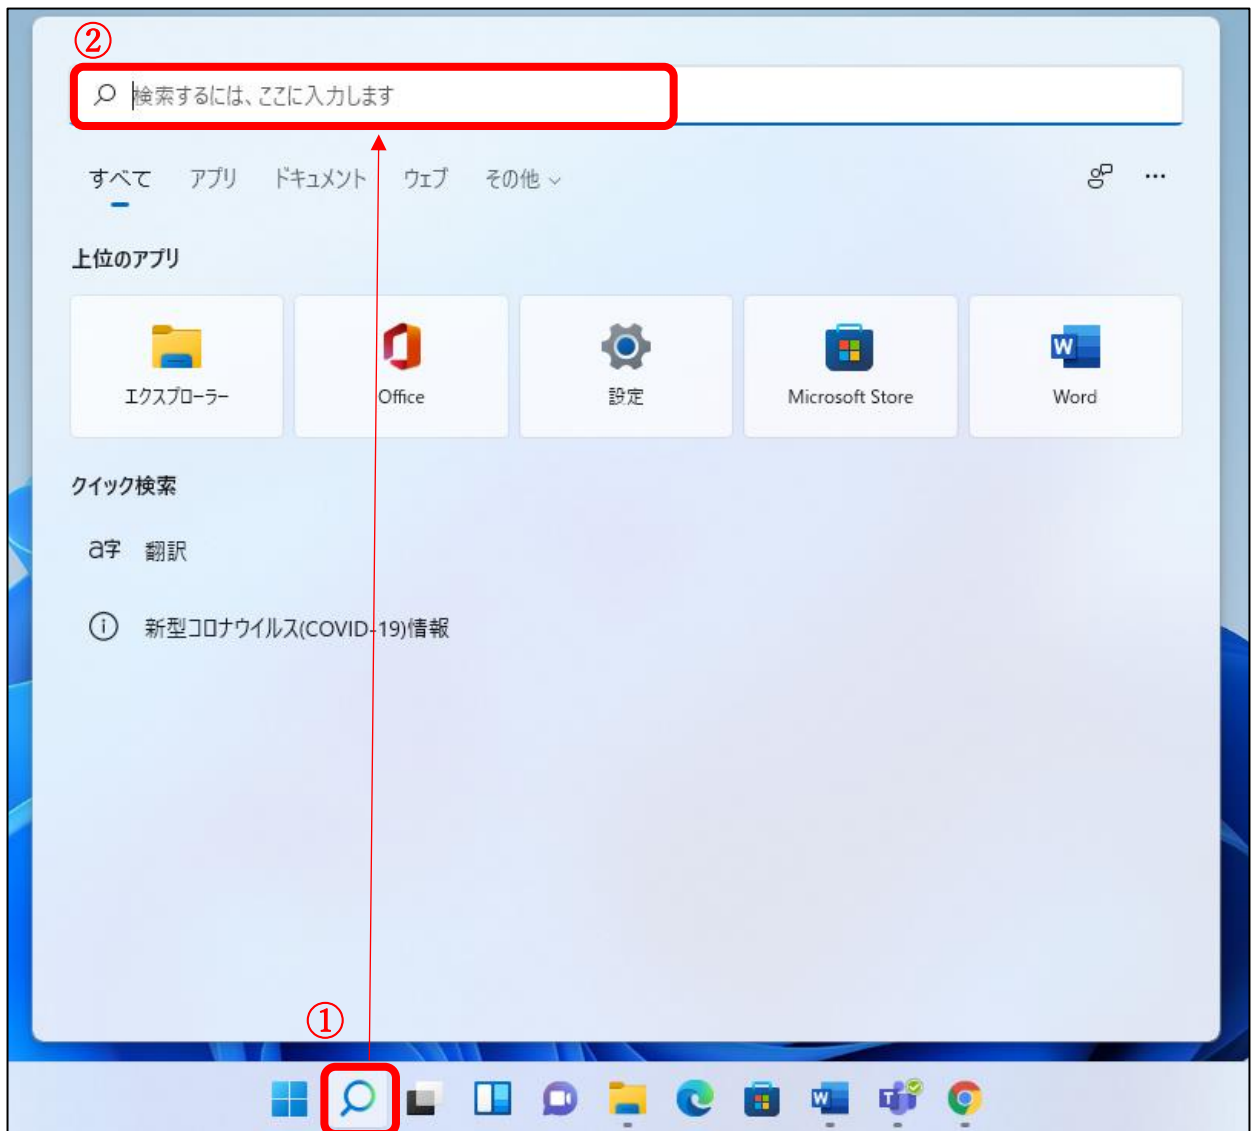 ②
検索するには、ここに入力します
すべて アプリ ドキュメント ウェブ その他
上位のアプリ
エクスプローラー Office 設定 Microsoft Store Word
クイック検索
a字 翻訳
新型コロナウイルス(COVID-19)情報
①